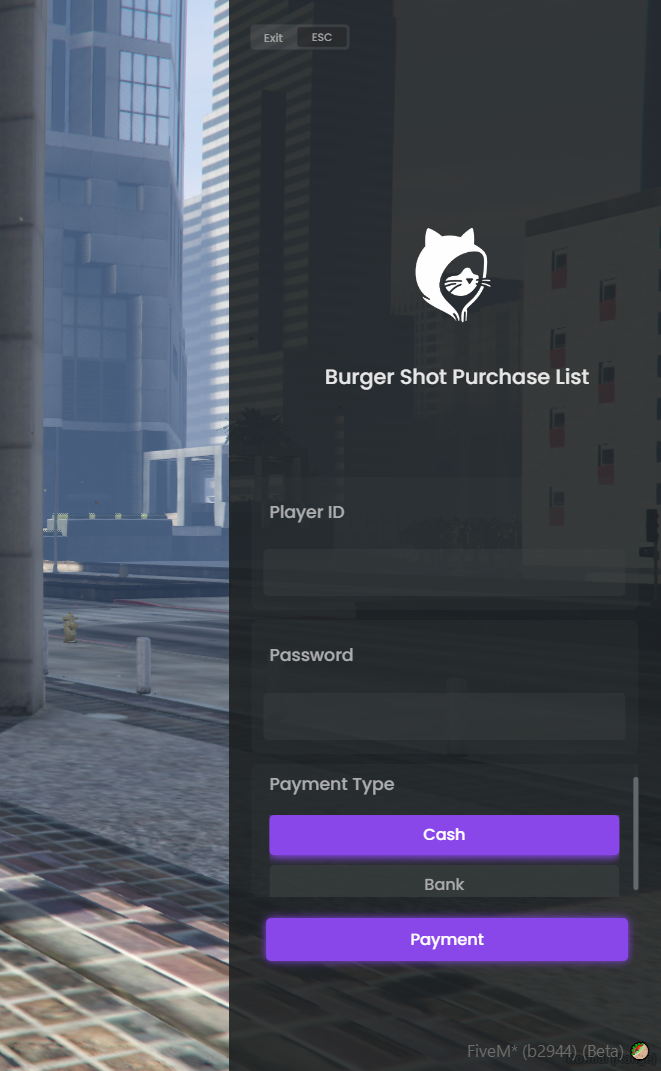 Exit ESC
Burger Shot Purchase List
Player ID
Password
Payment Type
Cash
Bank
Payment
FiveM* (b2944) (Beta)